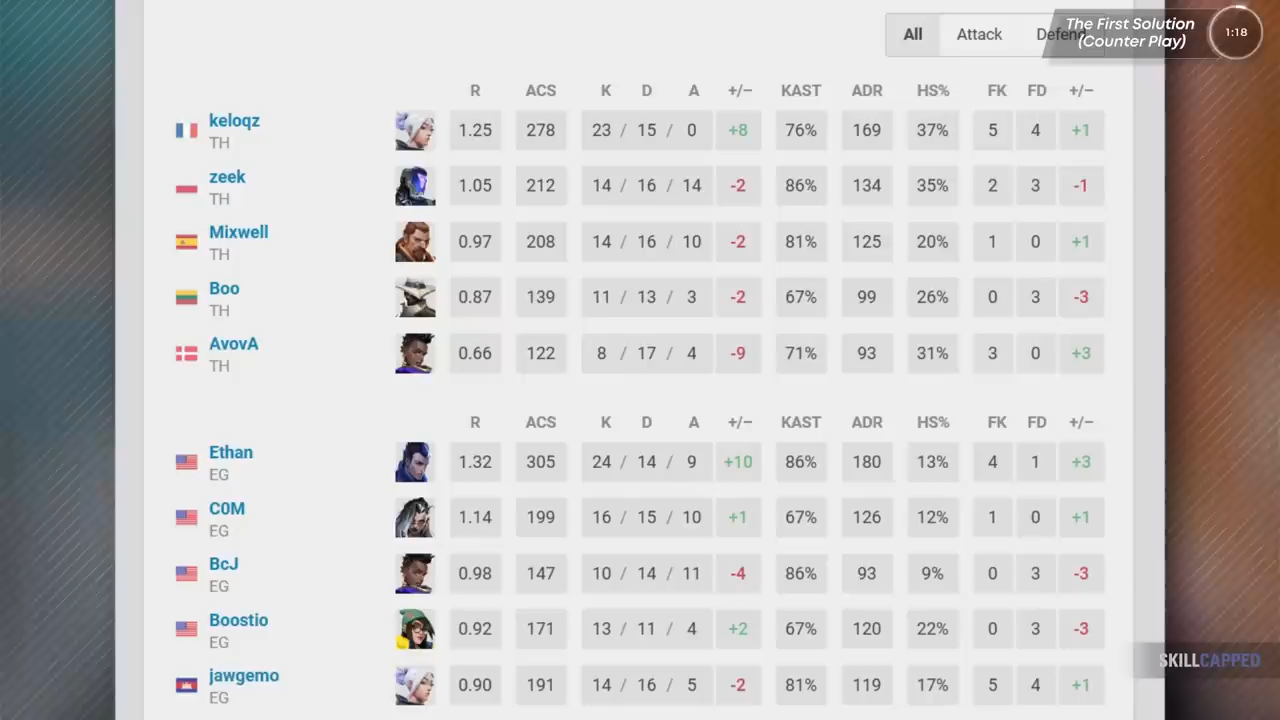 The First Solution
(Counter Play)
1:18
All Attack Defend
R ACS K D A +/– KAST ADR HS% FK FD +/–
keloqz
TH
1.25 278 23 / 15 / 0 +8 76% 169 37% 5 4 +1
zeek
TH
1.05 212 14 / 16 / 14 -2 86% 134 35% 2 3 -1
Mixwell
TH
0.97 208 14 / 16 / 10 -2 81% 125 20% 1 0 +1
Boo
TH
0.87 139 11 / 13 / 3 -2 67% 99 26% 0 3 -3
AvovA
TH
0.66 122 8 / 17 / 4 -9 71% 93 31% 3 0 +3
R ACS K D A +/– KAST ADR HS% FK FD +/–
Ethan
EG
1.32 305 24 / 14 / 9 +10 86% 180 13% 4 1 +3
C0M
EG
1.14 199 16 / 15 / 10 +1 67% 126 12% 1 0 +1
BcJ
EG
0.98 147 10 / 14 / 11 -4 86% 93 9% 0 3 -3
Boostio
EG
0.92 171 13 / 11 / 4 +2 67% 120 22% 0 3 -3
jawgemo
EG
0.90 191 14 / 16 / 5 -2 81% 119 17% 5 4 +1
SKILLCAPPED